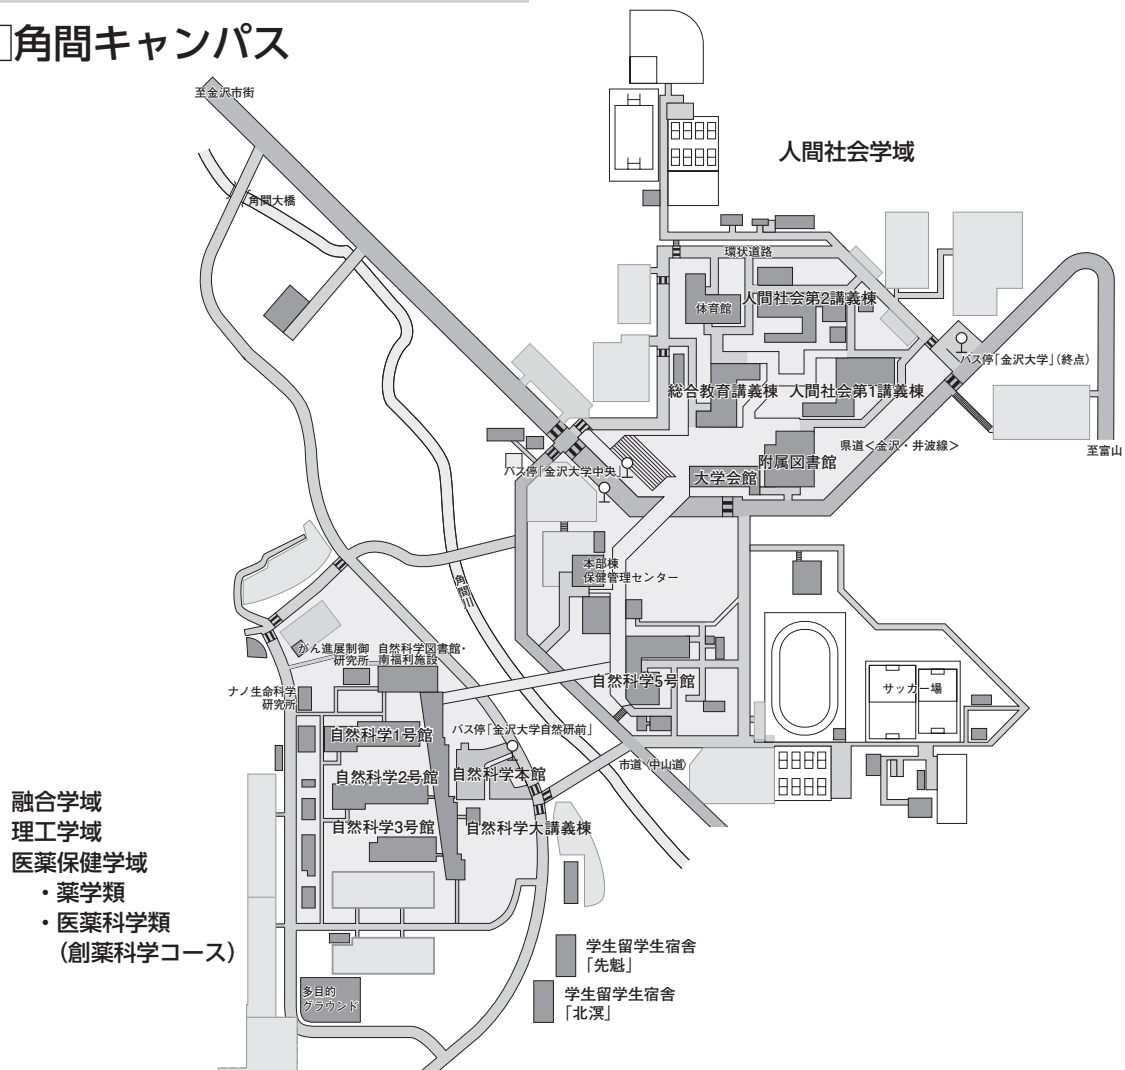 角間キャンパス
至金沢市街
人間社会学域
角間大橋
環状道路
体育館
人間社会第2講義棟
バス停「金沢大学」(終点)
総合教育講義棟
人間社会第1講義棟
県道<金沢・井波線>
至富山
附属図書館
バス停「金沢大学中央」
大学会館
本部棟
保健管理センター
角間川
がん進展制御
研究所
自然科学図書館・
南福利施設
自然科学5号館
サッカー場
ナノ生命科学
研究所
自然科学1号館
バス停「金沢大学自然研前」
市道〈中山道〉
自然科学2号館
自然科学本館
自然科学3号館
自然科学大講義棟
融合学域
理工学域
医薬保健学域
・薬学類
・医薬科学類
(創薬科学コース)
学生留学生宿舎
「先魁」
学生留学生宿舎
「北溟」
多目的
グラウンド